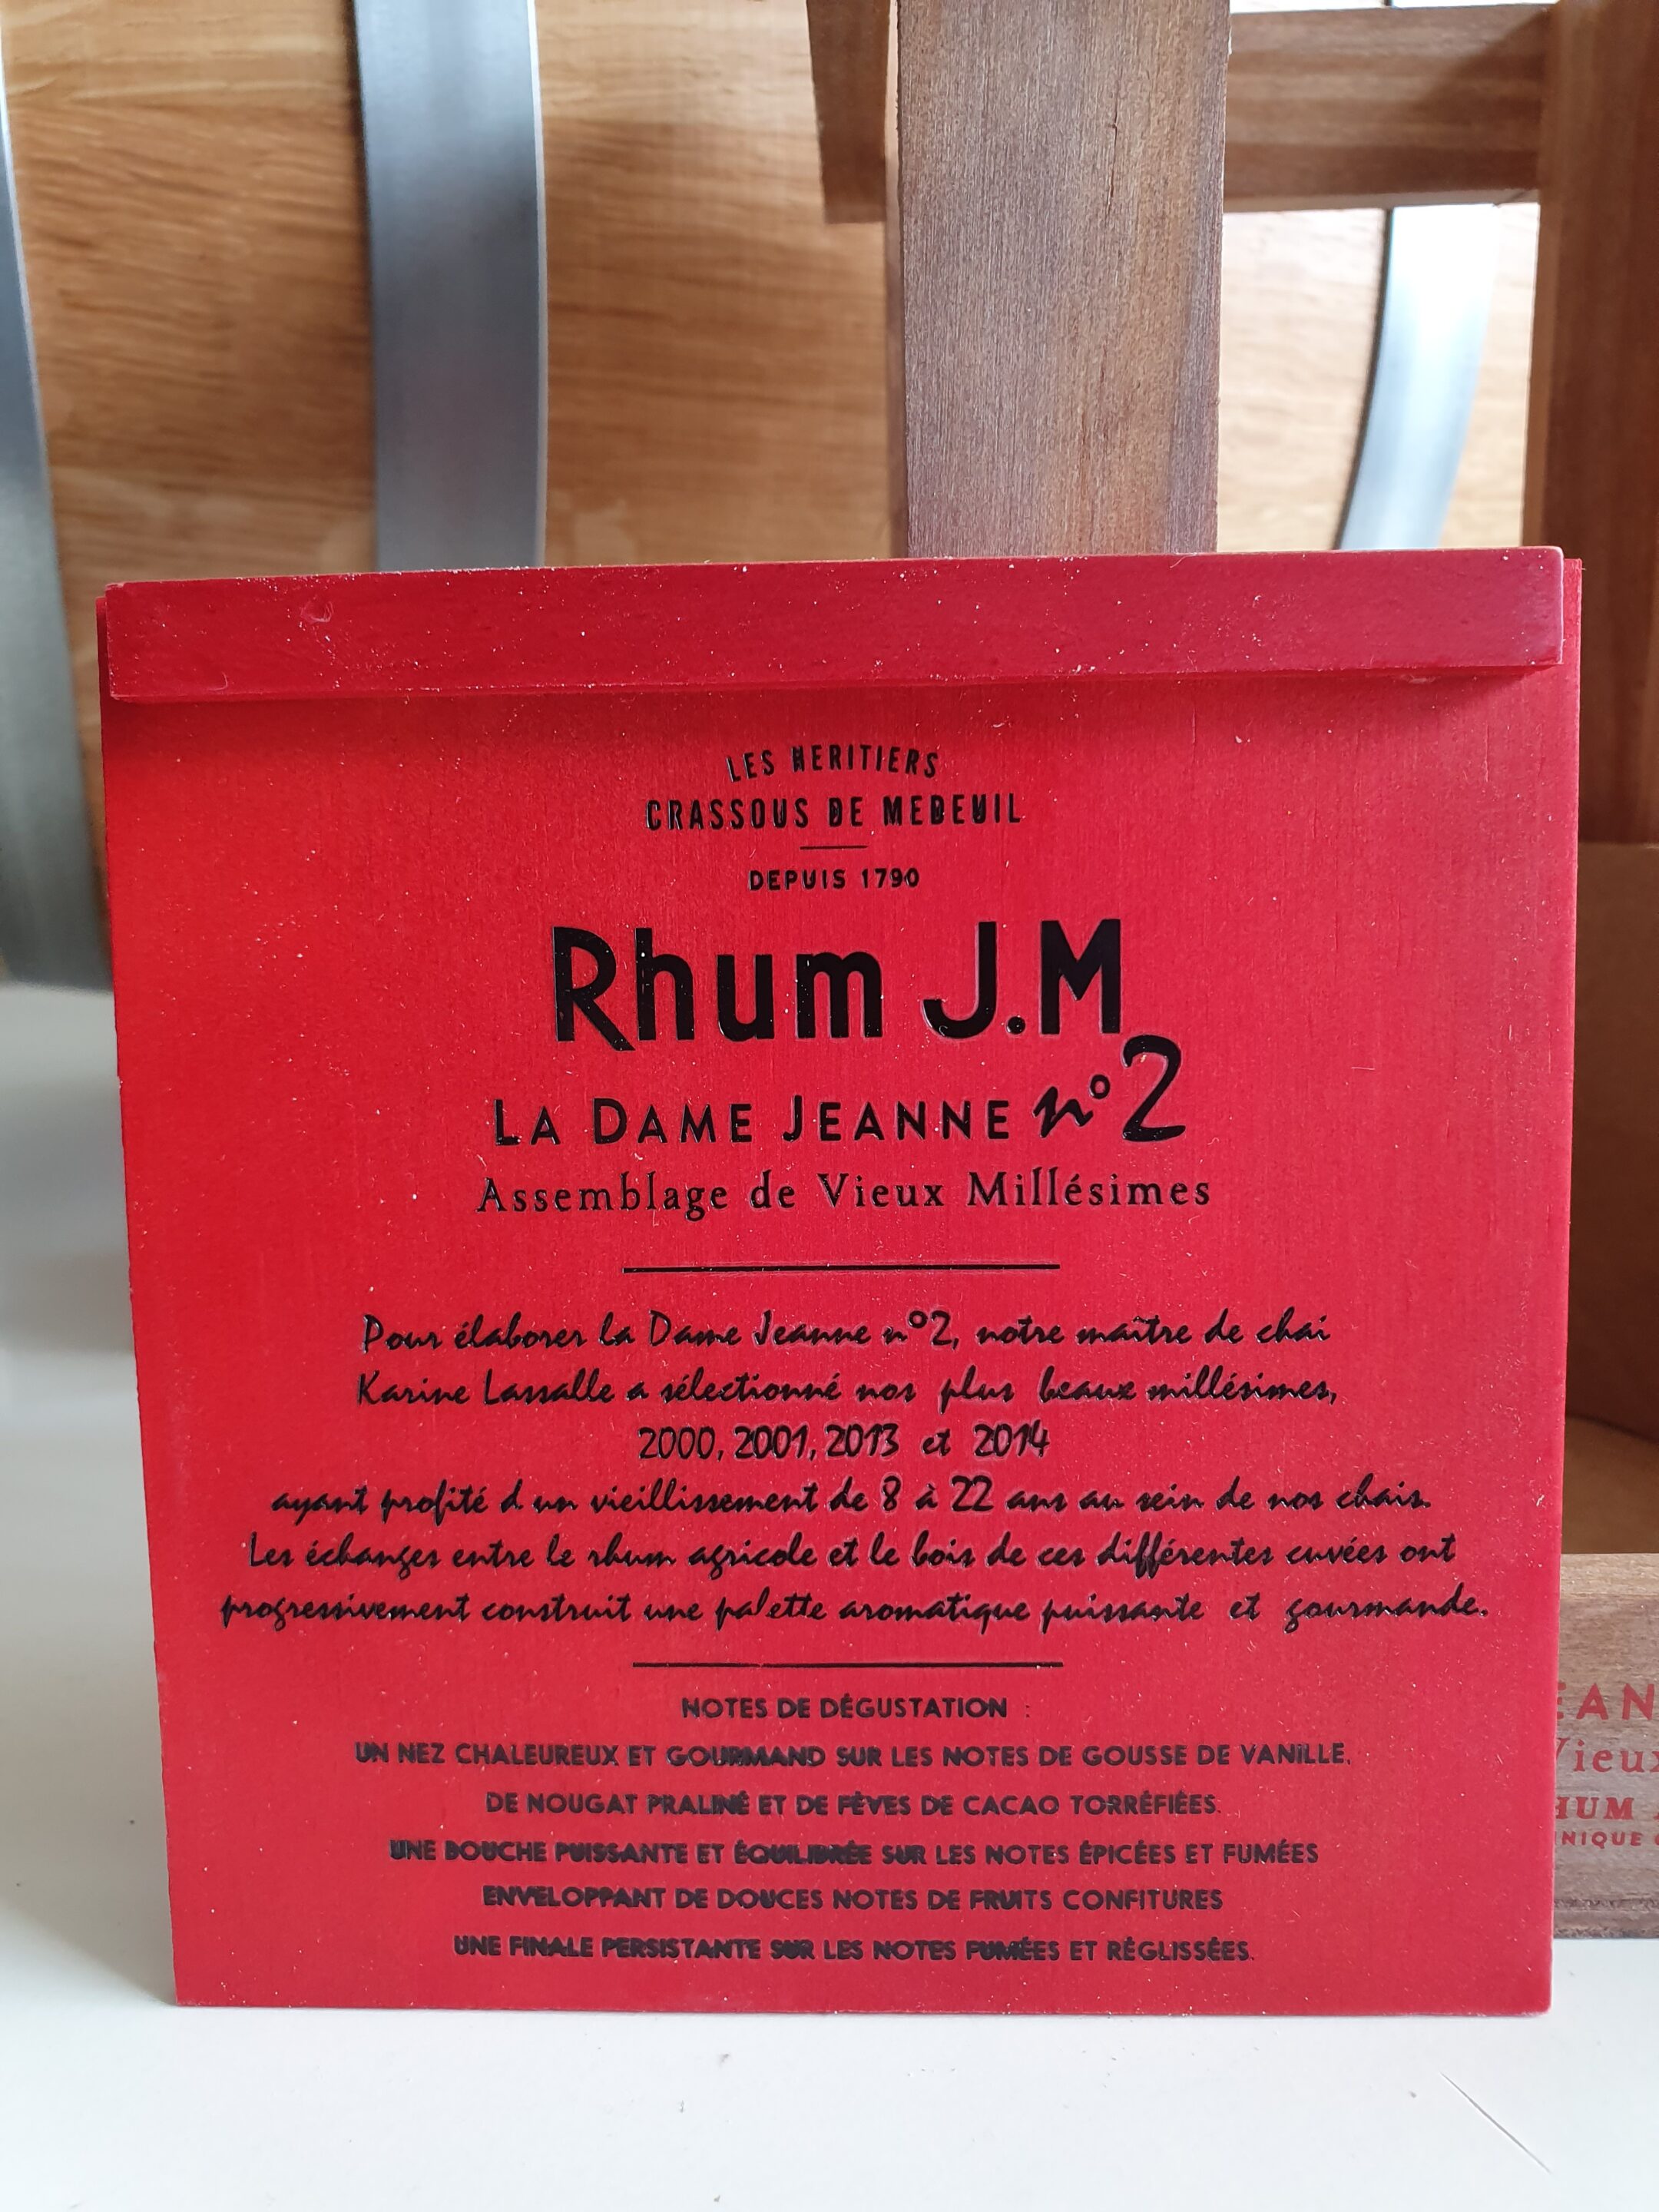 LES HERITIERS
CRASSOUS DE MEDEUIL
DEPUIS 1790
Rhum J.M
LA DAME JEANNE n°2
Assemblage de Vieux Millésimes
Pour élaborer la Dame Jeanne n°2, notre maître de chai
Karine Lassalle a sélectionné nos plus beaux millésimes,
2000, 2001, 2013 et 2014
ayant profité d un vieillissement de 8 à 22 ans au sein de nos chais.
Les échanges entre le rhum agricole et le bois de ces différentes cuvées ont
progressivement construit une palette aromatique puissante et gourmande.
NOTES DE DÉGUSTATION :
UN NEZ CHALEUREUX ET GOURMAND SUR LES NOTES DE GOUSSE DE VANILLE,
DE NOUGAT PRALINÉ ET DE FÈVES DE CACAO TORRÉFIÉES.
UNE BOUCHE PUISSANTE ET ÉQUILIBRÉE SUR LES NOTES ÉPICÉES ET FUMÉES
ENVELOPPANT DE DOUCES NOTES DE FRUITS CONFITURES
UNE FINALE PERSISTANTE SUR LES NOTES FUMÉES ET RÉGLISSÉES.
EAN
Vieux
HUM
NIQUE